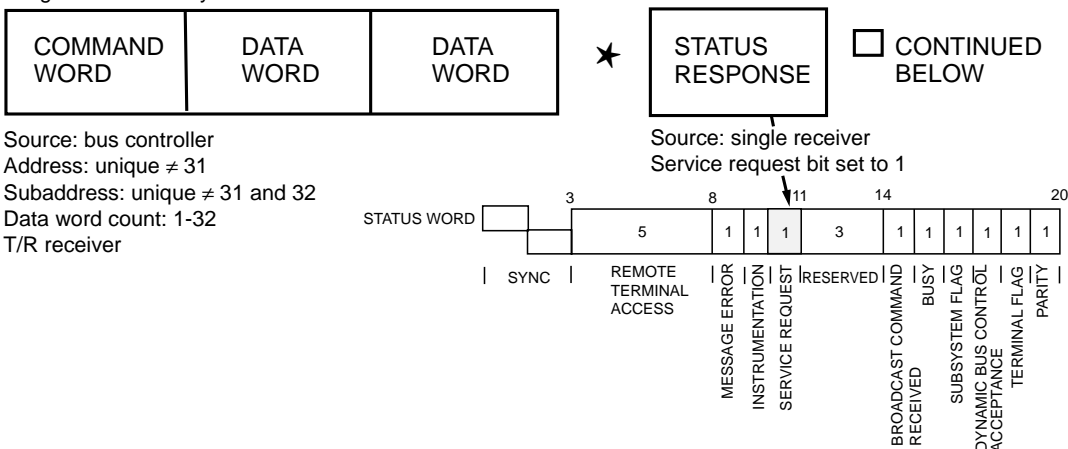 COMMAND
WORD
DATA
WORD
DATA
WORD
STATUS
RESPONSE
CONTINUED
BELOW
Source: bus controller
Address: unique ≠ 31
Subaddress: unique ≠ 31 and 32
Data word count: 1-32
T/R receiver
Source: single receiver
Service request bit set to 1
3 8 11 14 20
STATUS WORD
5 1 1 1 3 1 1 1 1 1 1
SYNC
REMOTE
TERMINAL
ACCESS
MESSAGE ERROR
INSTRUMENTATION
SERVICE REQUEST
RESERVED
BROADCAST COMMAND
RECEIVED
BUSY
SUBSYSTEM FLAG
DYNAMIC BUS CONTROL
ACCEPTANCE
TERMINAL FLAG
PARITY